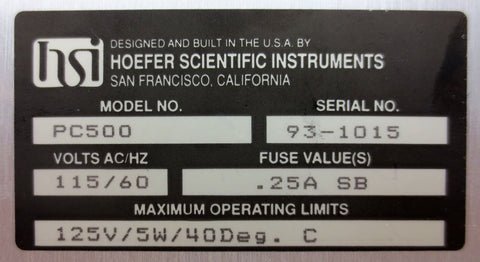 hsi
DESIGNED AND BUILT IN THE U.S.A. BY
HOEFER SCIENTIFIC INSTRUMENTS
SAN FRANCISCO, CALIFORNIA
MODEL NO. SERIAL NO.
PC500 93-1015
VOLTS AC/HZ FUSE VALUE(S)
115/60 .25A SB
MAXIMUM OPERATING LIMITS
125V/5W/40Deg. C